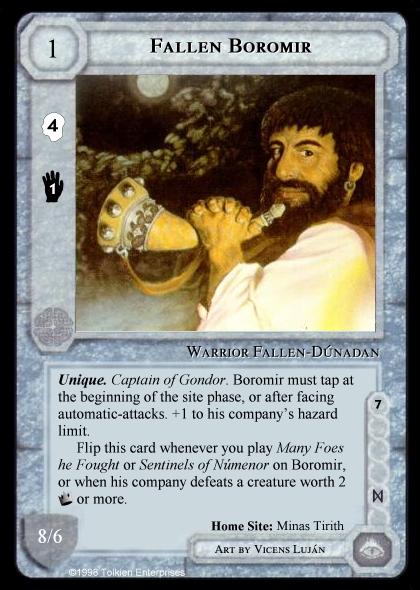 1
FALLEN BOROMIR
4
1
WARRIOR FALLEN-DÚNADAN
Unique. Captain of Gondor. Boromir must tap at
the beginning of the site phase, or after facing
automatic-attacks. +1 to his company's hazard
limit.
Flip this card whenever you play Many Foes
he Fought or Sentinels of Númenor on Boromir,
or when his company defeats a creature worth 2
or more.
7
Home Site: Minas Tirith
8/6
ART BY VICENS LUJÁN
©1998 Tolkien Enterprises